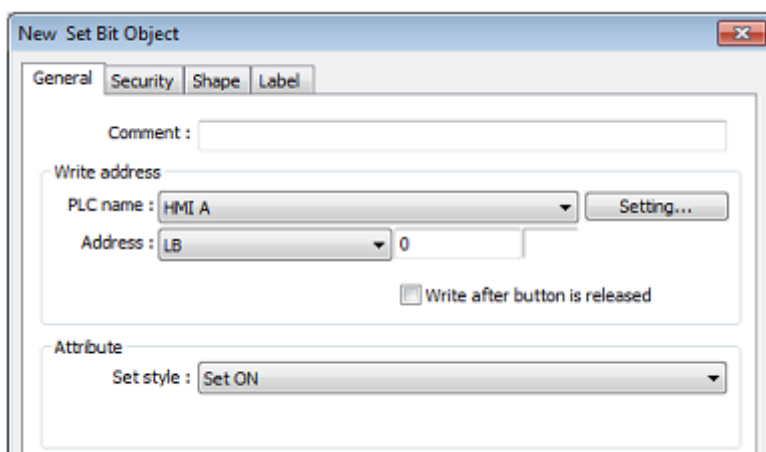 New Set Bit Object
General Security Shape Label
Comment :
Write address
PLC name : HMI A Setting...
Address : LB 0
Write after button is released
Attribute
Set style : Set ON